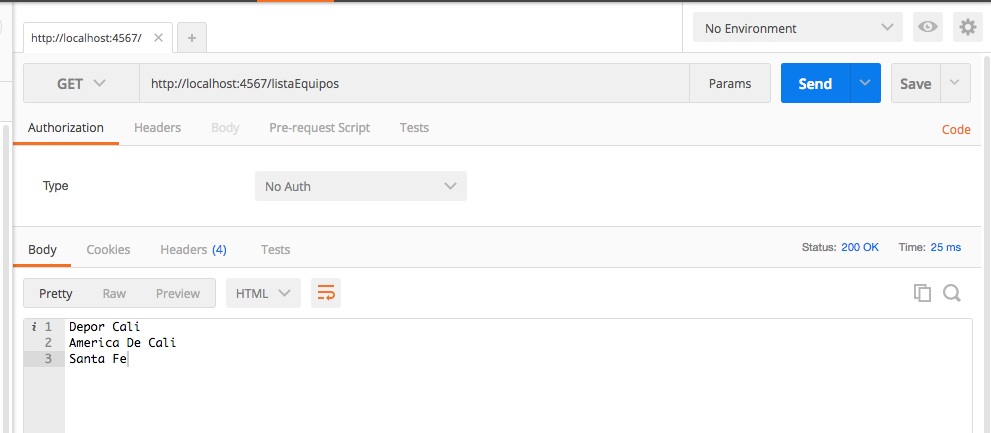 http://localhost:4567/
No Environment
GET http://localhost:4567/listaEquipos Params Send Save
Authorization Headers Body Pre-request Script Tests Code
Type No Auth
Body Cookies Headers (4) Tests Status: 200 OK Time: 25 ms
Pretty Raw Preview HTML
i 1 Depor Cali
2 America De Cali
3 Santa Fe